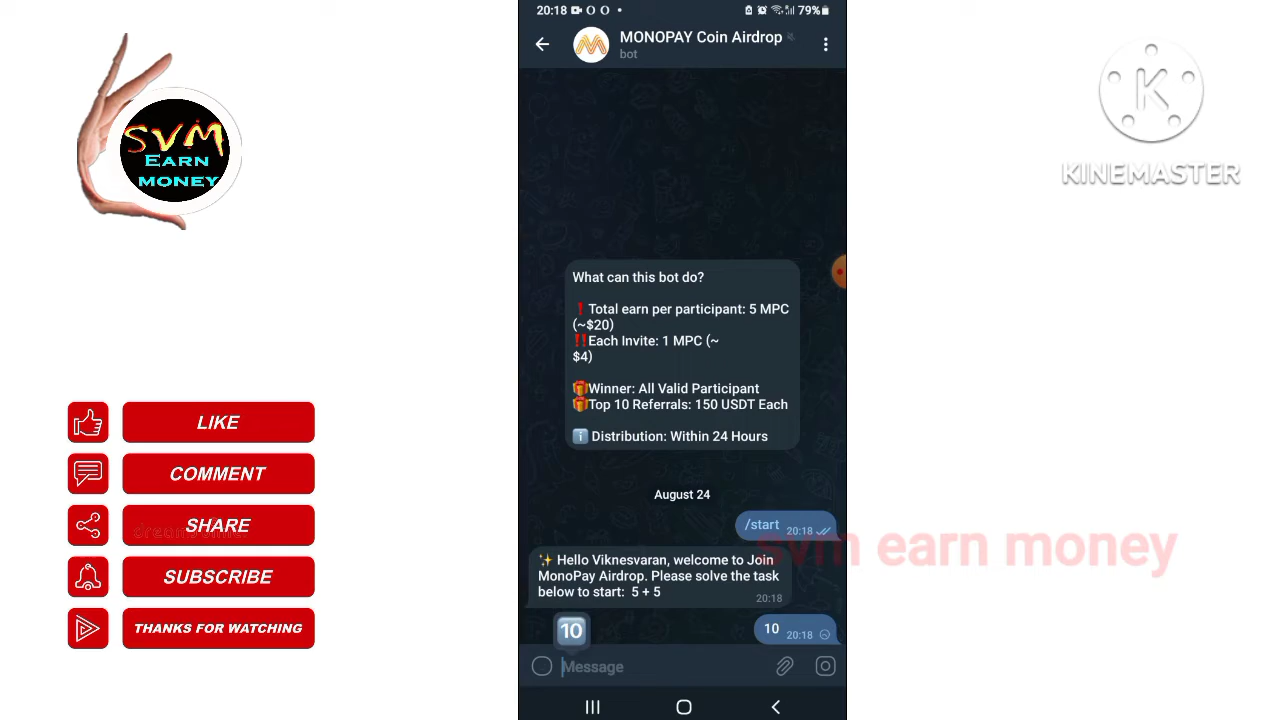 SVM
EARN
MONEY
LIKE
COMMENT
SHARE
SUBSCRIBE
THANKS FOR WATCHING
20:18
79%
MONOPAY Coin Airdrop
bot
What can this bot do?
❗Total earn per participant: 5 MPC
(~$20)
‼️Each Invite: 1 MPC (~
$4)
🎁Winner: All Valid Participant
🎁Top 10 Referrals: 150 USDT Each
ℹ️ Distribution: Within 24 Hours
August 24
/start 20:18
✨ Hello Viknesvaran, welcome to Join
MonoPay Airdrop. Please solve the task
below to start: 5 + 5
20:18
🔟
10 20:18
Message
svm earn money
K
KINEMASTER